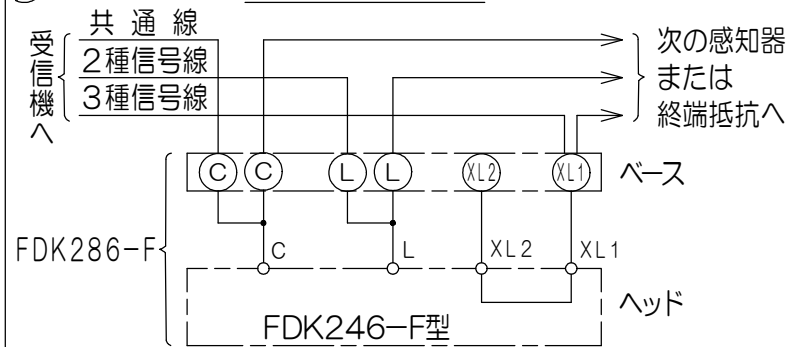 共通線
2種信号線
3種信号線
受信機へ
次の感知器
または
終端抵抗へ
C C L L XL2 XL1
ベース
FDK286-F
C L XL2 XL1
ヘッド
FDK246-F型